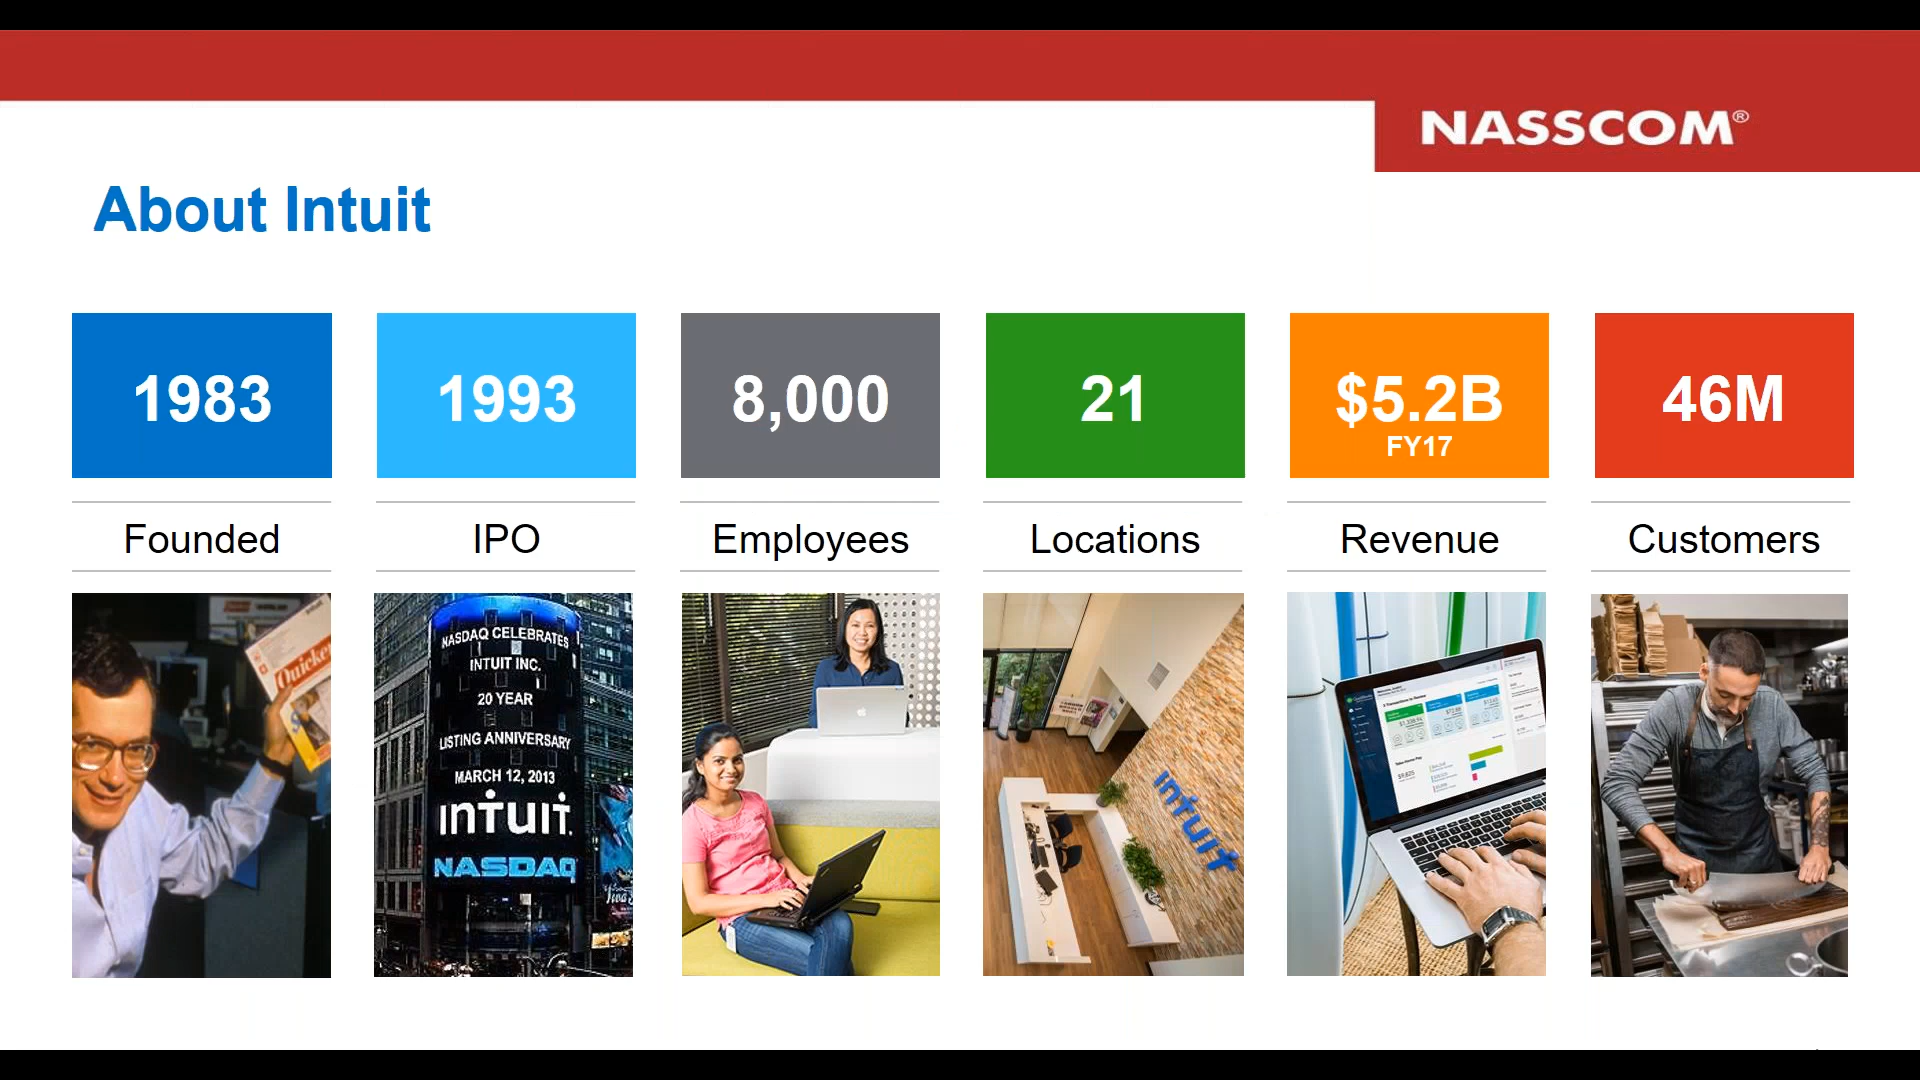 NASSCOM®
About Intuit
1983
1993
8,000
21
$5.2B
FY17
46M
Founded
IPO
Employees
Locations
Revenue
Customers
Quicken
NASDAQ CELEBRATES
INTUIT INC.
20 YEAR
LISTING ANNIVERSARY
MARCH 12, 2013
intuit.
NASDAQ
intuit